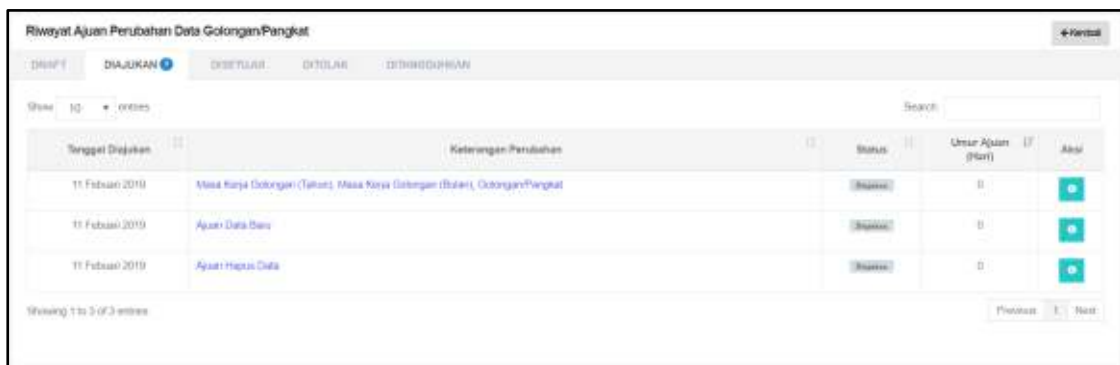 Riwayat Ajuan Perubahan Data Golongan/Pangkat
Kembali
DRAFT DIAJUKAN DISETUJUI DITOLAK DITANGGUHKAN
Show 10 entries
Search
Tanggal Diajukan Keterangan Perubahan Status Umur Ajuan (Hari) Aksi
11 Februari 2019 Masa Kerja Golongan (Tahun), Masa Kerja Golongan (Bulan), Golongan/Pangkat Diajukan 0
11 Februari 2019 Ajuan Data Baru Diajukan 0
11 Februari 2019 Ajuan Hapus Data Diajukan 0
Showing 1 to 3 of 3 entries
Previous 1 Next